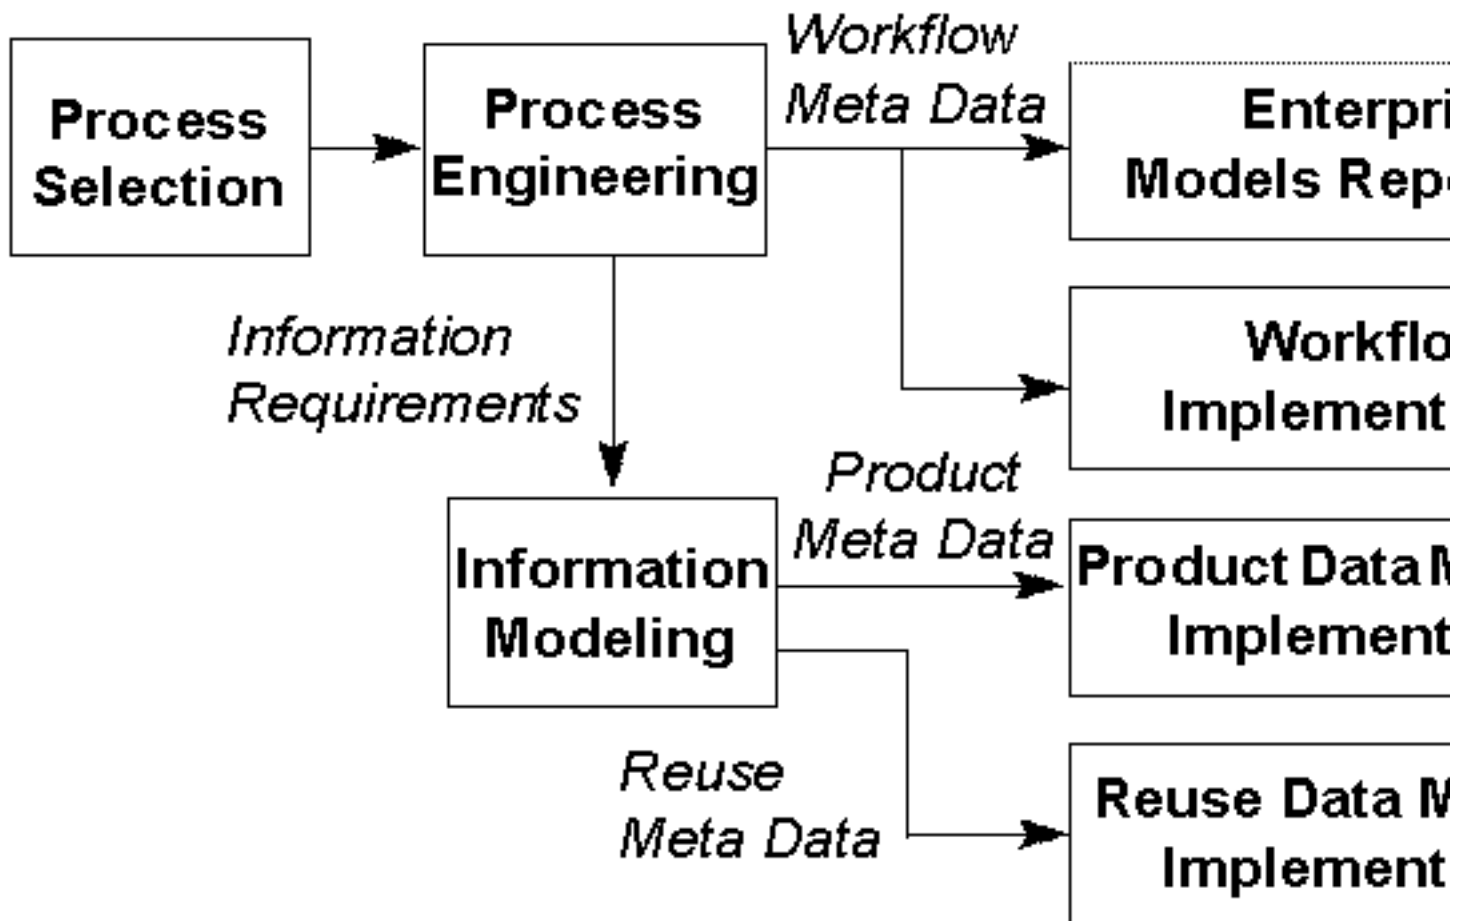 Process
Selection
Process
Engineering
Workflow
Meta Data
Enterpri
Models Rep
Information
Requirements
Workflo
Implement
Information
Modeling
Product
Meta Data
Product Data
Implement
Reuse
Meta Data
Reuse Data
Implement